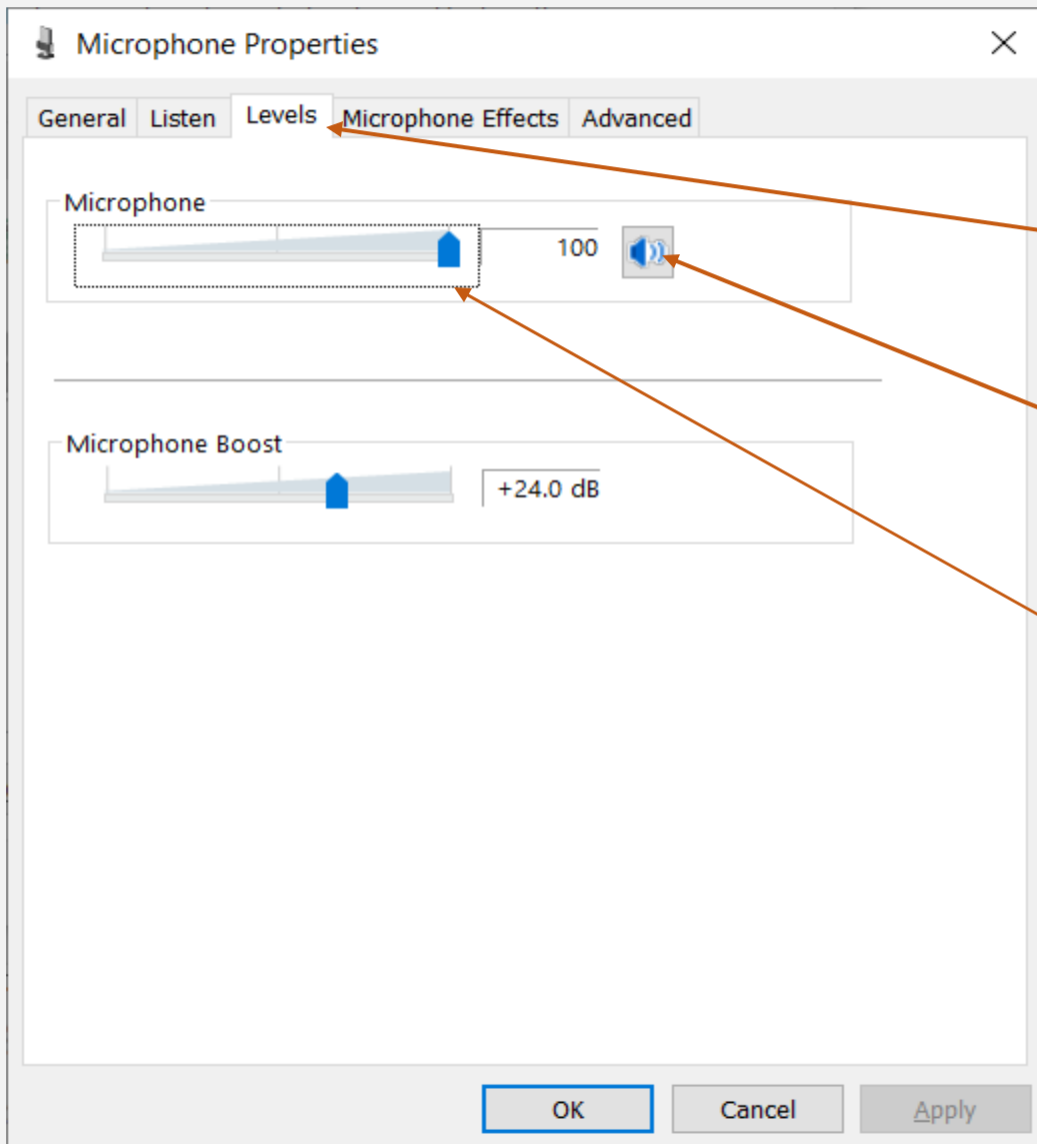 Microphone Properties
General Listen Levels Microphone Effects Advanced
Microphone
100
Microphone Boost
+24.0 dB
OK Cancel Apply